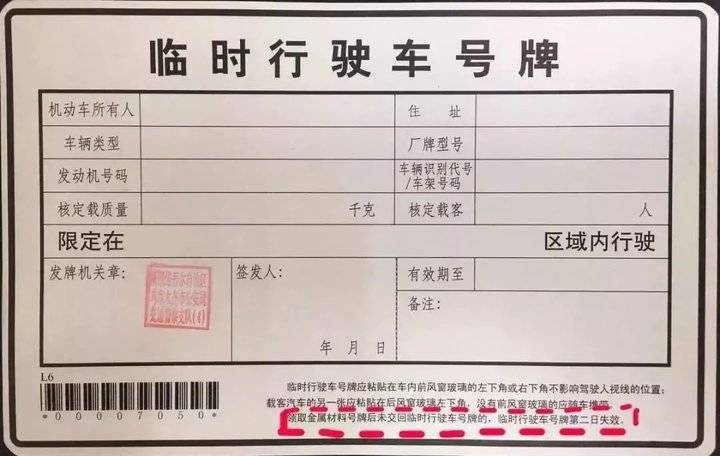 临时行驶车号牌
机动车所有人 住 址
车辆类型 厂牌型号
发动机号码 车辆识别代号
/车架号码
核定载质量 千克 核定载客 人
限定在 区域内行驶
发牌机关章： 签发人： 有效期至
备注：
年 月 日
L6
*00007050*
临时行驶车号牌应粘贴在车内前风窗玻璃的左下角或右下角不影响驾驶人视线的位置；
载客汽车的另一张应粘贴在后风窗玻璃左下角，没有前风窗玻璃的应随车携带。
领取金属材料号牌后未交回临时行驶车号牌的，临时行驶车号牌第二日失效。